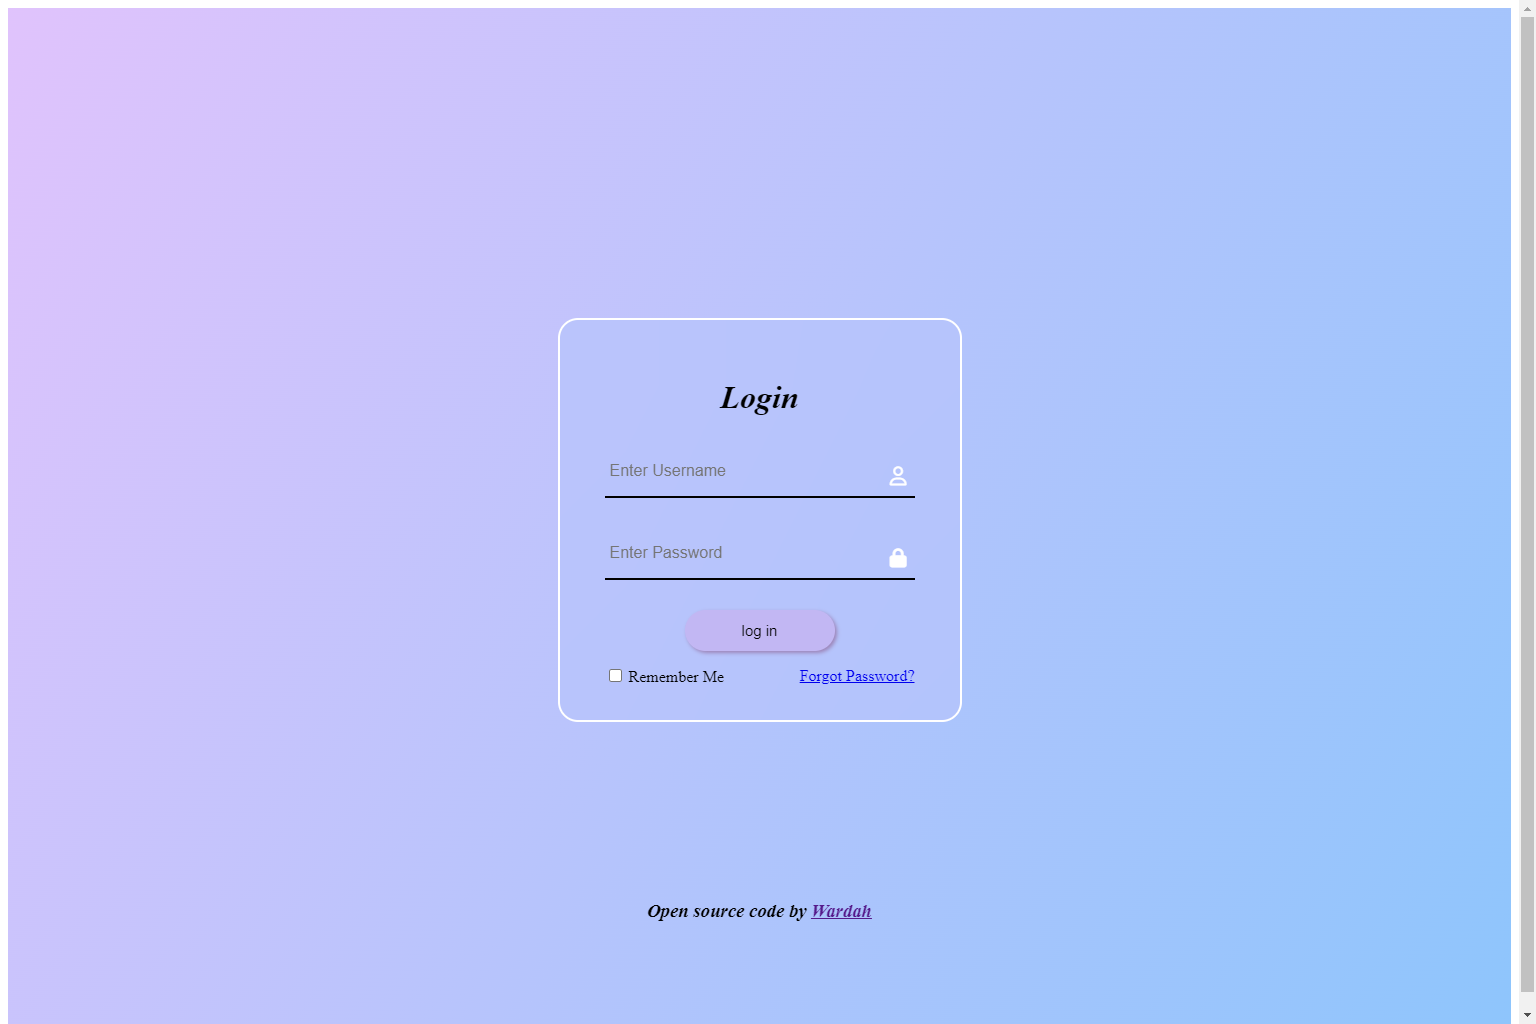 Login
Enter Username
Enter Password
log in
Remember Me Forgot Password?
Open source code by Wardah